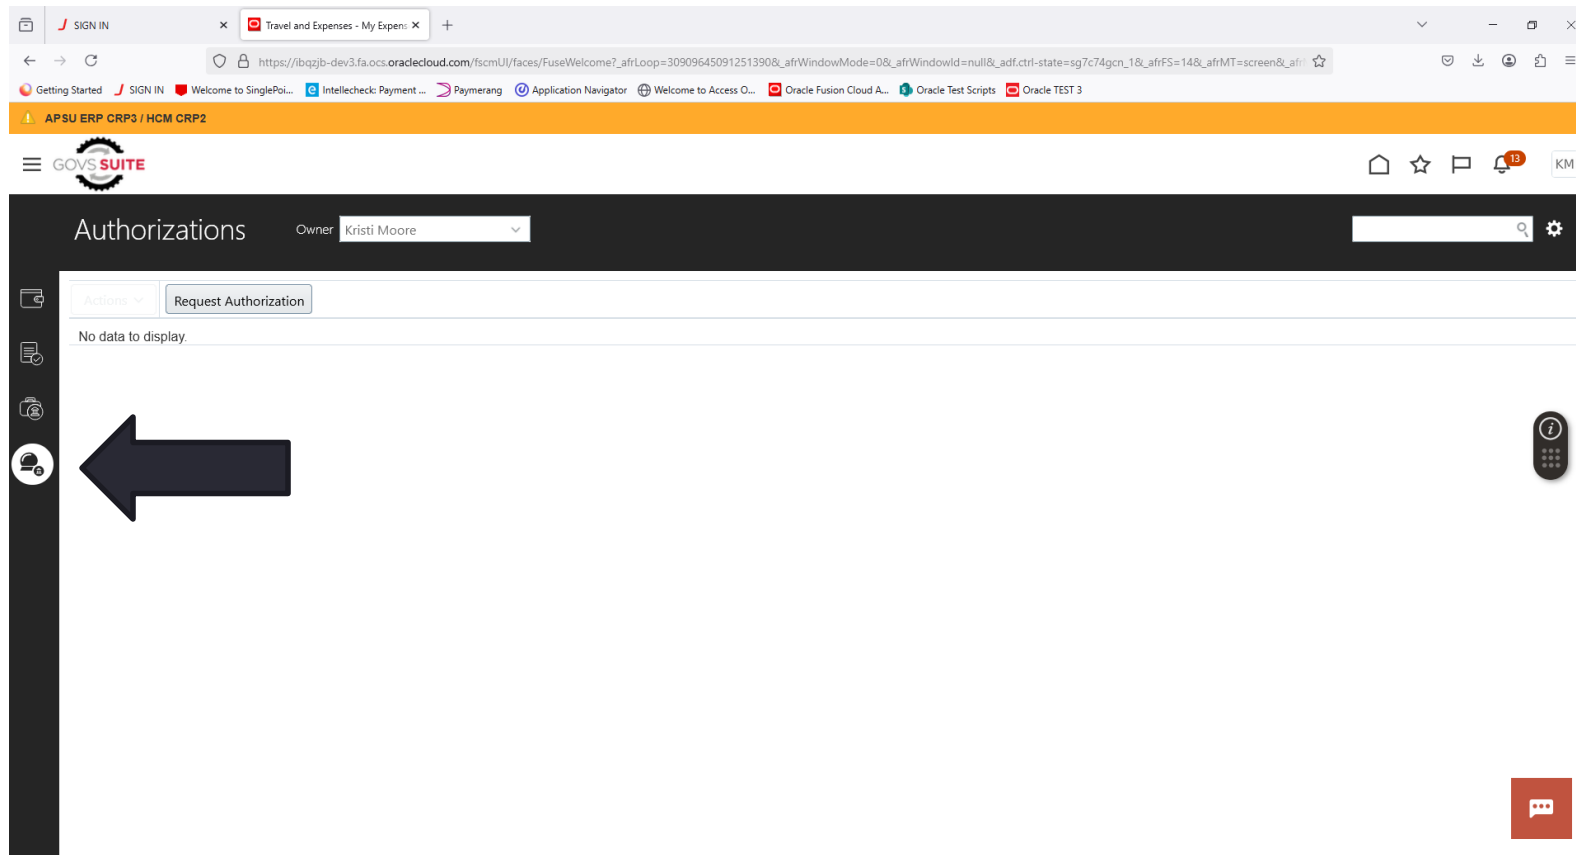 SIGN IN
Travel and Expenses - My Expens
https://ibqzjb-dev3.fa.ocs.oraclecloud.com/fscmUI/faces/FuseWelcome?_afrLoop=30909645091251390&_afrWindowMode=0&_afrWindowId=null&_adf.ctrl-state=sg7c74gcn_1&_afrFS=14&_afrMT=screen&_afr
Getting Started SIGN IN Welcome to SinglePoi... Intellecheck: Payment ... Paymerang Application Navigator Welcome to Access O... Oracle Fusion Cloud A... Oracle Test Scripts Oracle TEST 3
APSU ERP CRP3 / HCM CRP2
GOVS SUITE
13
KM
Authorizations Owner Kristi Moore
Actions Request Authorization
No data to display.